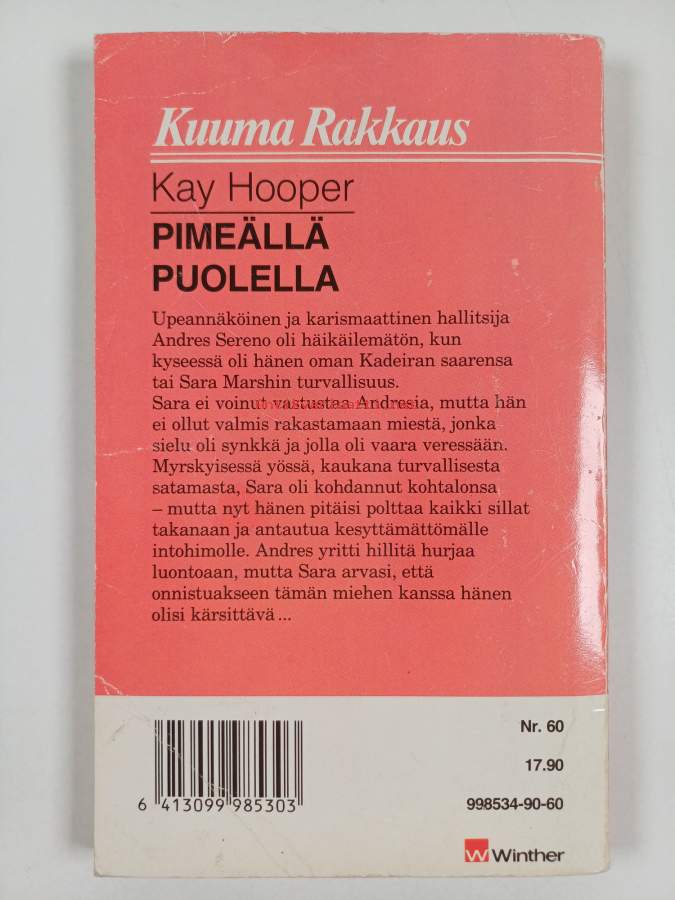 Kuuma Rakkaus
Kay Hooper
PIMEÄLLÄ
PUOLELLA
Upeannäköinen ja karismaattinen hallitsija
Andres Sereno oli häikäilemätön, kun
kyseessä oli hänen oman Kadeiran saarensa
tai Sara Marshin turvallisuus.
Sara ei voinut vastustaa Andresia, mutta hän
ei ollut valmis rakastamaan miestä, jonka
sielu oli synkkä ja jolla oli vaara veressään.
Myrskyisessä yössä, kaukana turvallisesta
satamasta, Sara oli kohdannut kohtalonsa
– mutta nyt hänen pitäisi polttaa kaikki sillat
takanaan ja antautua kesyttämättömälle
intohimolle. Andres yritti hillitä hurjaa
luontoaan, mutta Sara arvasi, että
onnistuakseen tämän miehen kanssa hänen
olisi kärsittävä ...
Nr. 60
17.90
6 413099 985303
998534-90-60
W Winther